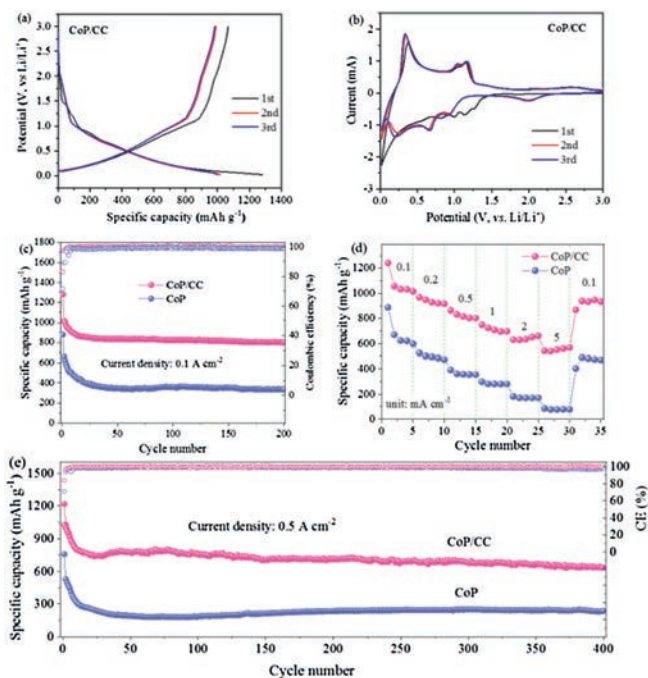 (a)
CoP/CC
Potential (V, vs Li/Li⁺)
3.0
2.5
2.0
1.5
1.0
0.5
0.0
1st
2nd
3rd
0 200 400 600 800 1000 1200 1400
Specific capacity (mAh g⁻¹)
(b)
CoP/CC
Current (mA)
2
1
0
-1
-2
-3
1st
2nd
3rd
0.0 0.5 1.0 1.5 2.0 2.5 3.0
Potential (V, vs. Li/Li⁺)
(c)
Specific capacity (mAh g⁻¹)
1800
1600
1400
1200
1000
800
600
400
200
0
CoP/CC
CoP
Current density: 0.1 A cm⁻²
100
80
60
40
20
0
Coulombic effictiency (%)
0 50 100 150 200
Cycle number
(d)
Specific capacity (mAh g⁻¹)
1200
1000
800
600
400
200
0
CoP/CC
CoP
0.1
0.2
0.5
1
2
5
0.1
unit: mA cm⁻²
0 5 10 15 20 25 30 35
Cycle number
(e)
Specific capacity (mAh g⁻¹)
1500
1200
900
600
300
0
Current density: 0.5 A cm⁻²
CoP/CC
CoP
100
80
60
40
20
0
CE (%)
0 50 100 150 200 250 300 350 400
Cycle number